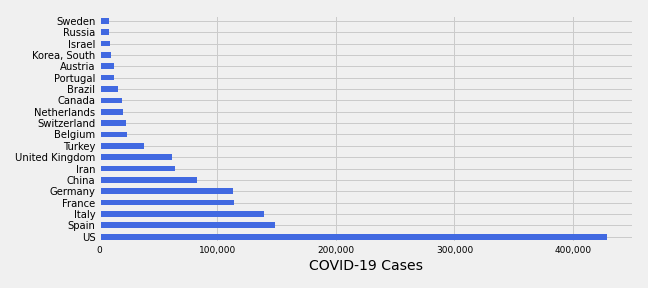 Sweden
Russia
Israel
Korea, South
Austria
Portugal
Brazil
Canada
Netherlands
Switzerland
Belgium
Turkey
United Kingdom
Iran
China
Germany
France
Italy
Spain
US
0 100,000 200,000 300,000 400,000
COVID-19 Cases